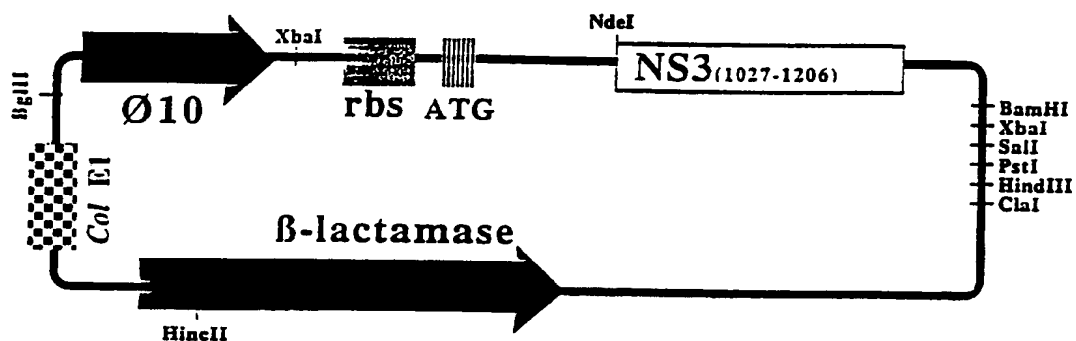 XbaI
NdeI
NS3(1027-1206)
BglII
Ø10
rbs
ATG
BamHI
XbaI
SalI
PstI
HindIII
ClaI
Col E1
ß-lactamase
HincII